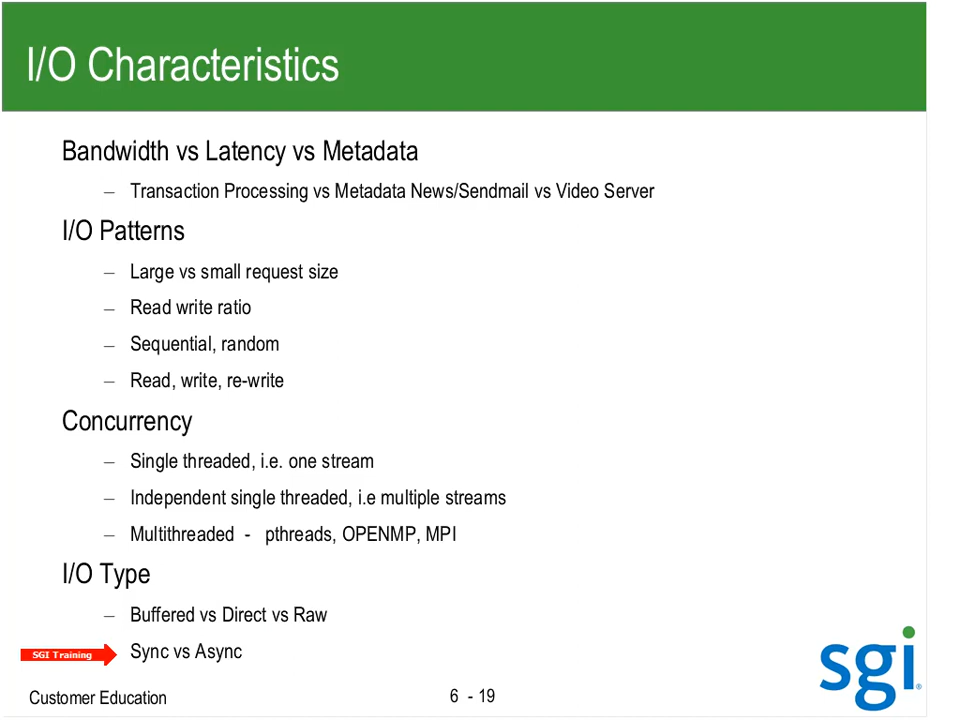 I/O Characteristics
Bandwidth vs Latency vs Metadata
– Transaction Processing vs Metadata News/Sendmail vs Video Server
I/O Patterns
– Large vs small request size
– Read write ratio
– Sequential, random
– Read, write, re-write
Concurrency
– Single threaded, i.e. one stream
– Independent single threaded, i.e multiple streams
– Multithreaded - pthreads, OPENMP, MPI
I/O Type
– Buffered vs Direct vs Raw
SGI Training
Sync vs Async
sgi®
Customer Education
6 - 19